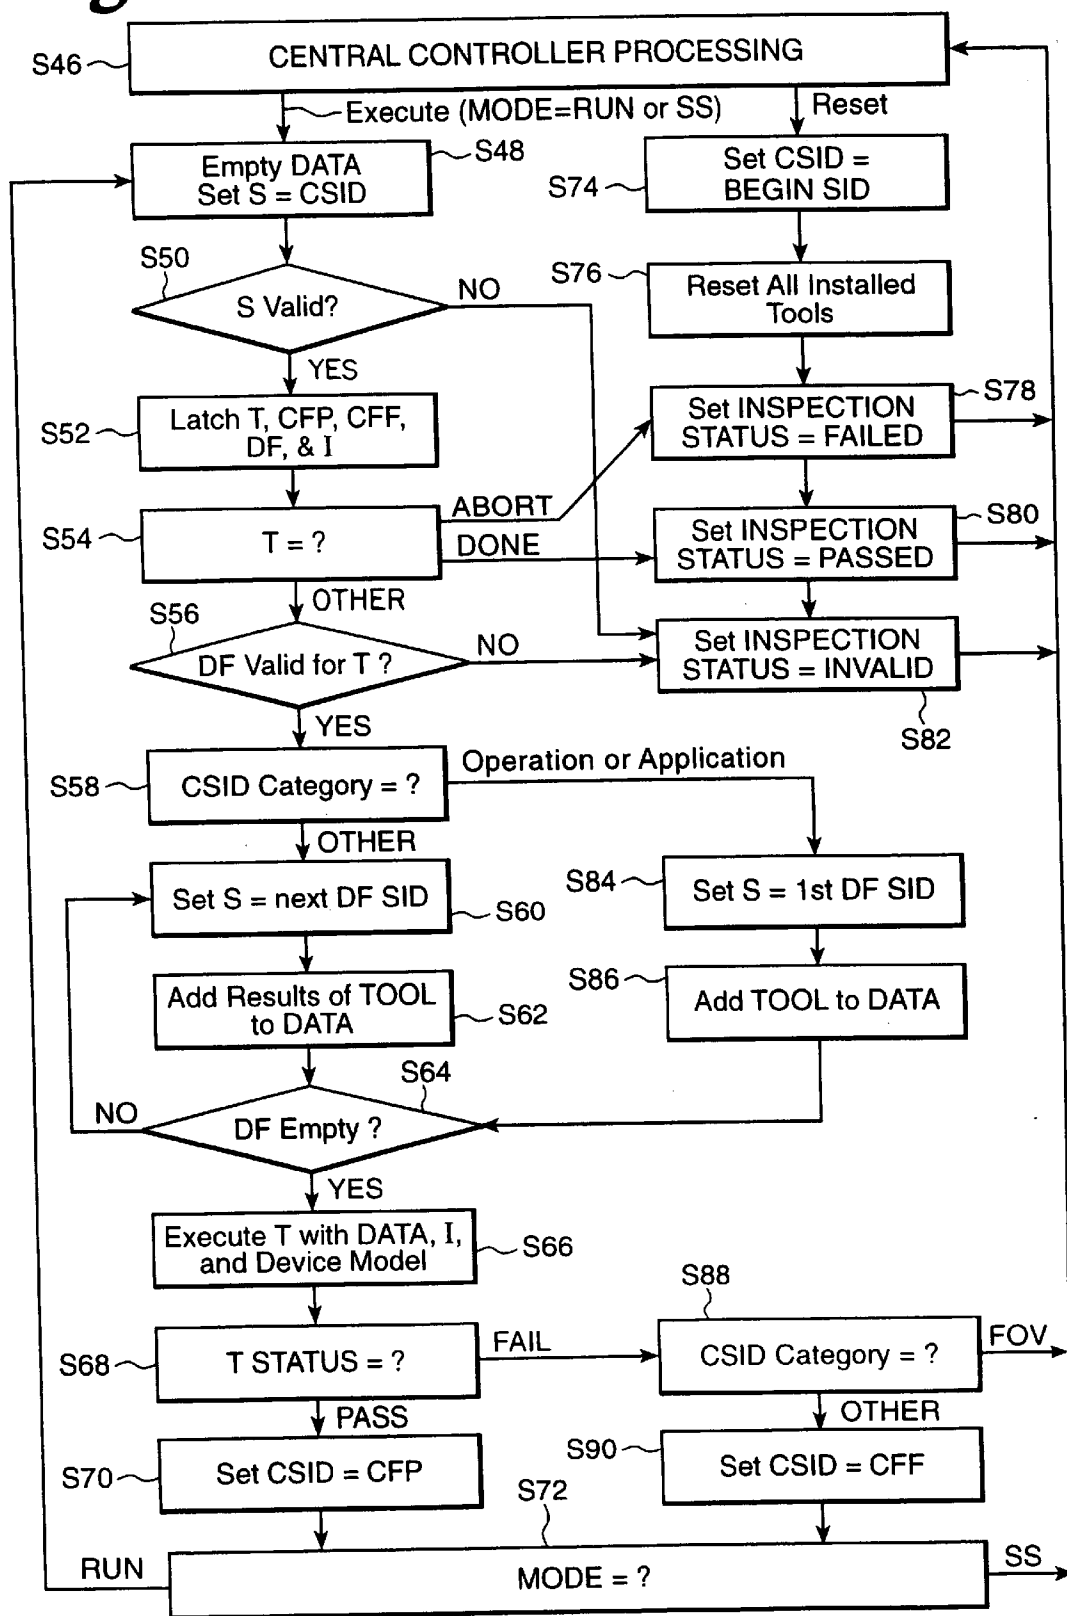 S46
CENTRAL CONTROLLER PROCESSING
Execute (MODE=RUN or SS)
Reset
Empty DATA
Set S = CSID
S48
S74
Set CSID =
BEGIN SID
S50
S Valid?
NO
YES
S76
Reset All Installed
Tools
S52
Latch T, CFP, CFF,
DF, & I
Set INSPECTION
STATUS = FAILED
S78
S54
T = ?
ABORT
DONE
OTHER
Set INSPECTION
STATUS = PASSED
S80
S56
DF Valid for T ?
NO
YES
Set INSPECTION
STATUS = INVALID
S82
S58
CSID Category = ?
Operation or Application
OTHER
Set S = next DF SID
S60
S84
Set S = 1st DF SID
Add Results of TOOL
to DATA
S62
S86
Add TOOL to DATA
S64
NO
DF Empty ?
YES
Execute T with DATA, I,
and Device Model
S66
S68
T STATUS = ?
FAIL
PASS
S88
CSID Category = ?
FOV
OTHER
S70
Set CSID = CFP
S90
Set CSID = CFF
S72
RUN
MODE = ?
SS